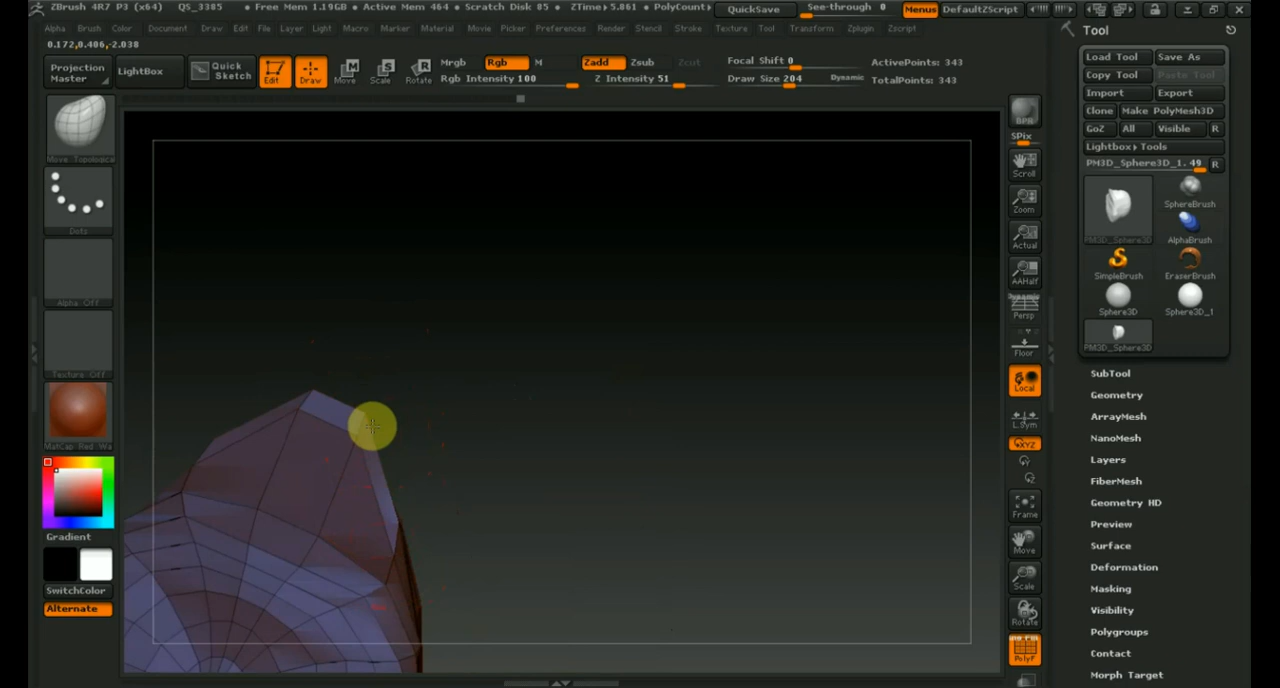 ZBrush 4R7 P3 (x64) QS_3385 • Free Mem 1.19GB • Active Mem 464 • Scratch Disk 85 • ZTime▸5.861 • PolyCount▸ QuickSave See-through 0 Menus DefaultZScript
Alpha Brush Color Document Draw Edit File Layer Light Macro Marker Material Movie Picker Preferences Render Stencil Stroke Texture Tool Transform Zplugin Zscript
0.172,0.406,-2.038
Tool
Projection Master
LightBox
Quick Sketch
Edit
Draw
Move
Scale
Rotate
Mrgb Rgb M
Rgb Intensity 100
Zadd Zsub Zcut
Z Intensity 51
Focal Shift 0
Draw Size 204 Dynamic
ActivePoints: 343
TotalPoints: 343
Load Tool Save As
Copy Tool Paste Tool
Import Export
Clone Make PolyMesh3D
GoZ All Visible R
Lightbox▸Tools
PM3D_Sphere3D_1. 49 R
PM3D_Sphere3D
SphereBrush
AlphaBrush
SimpleBrush
EraserBrush
Sphere3D
Sphere3D_1
PM3D_Sphere3D
SubTool
Geometry
ArrayMesh
NanoMesh
Layers
FiberMesh
Geometry HD
Preview
Surface
Deformation
Masking
Visibility
Polygroups
Contact
Morph Target
Move Topological
Dots
Alpha Off
Texture Off
MatCap Red Wa
Gradient
SwitchColor
Alternate
BPR
SPix
Scroll
Zoom
Actual
AAHalf
Dynamic
Persp
Floor
Local
L.Sym
XYZ
Frame
Move
Scale
Rotate
PolyF